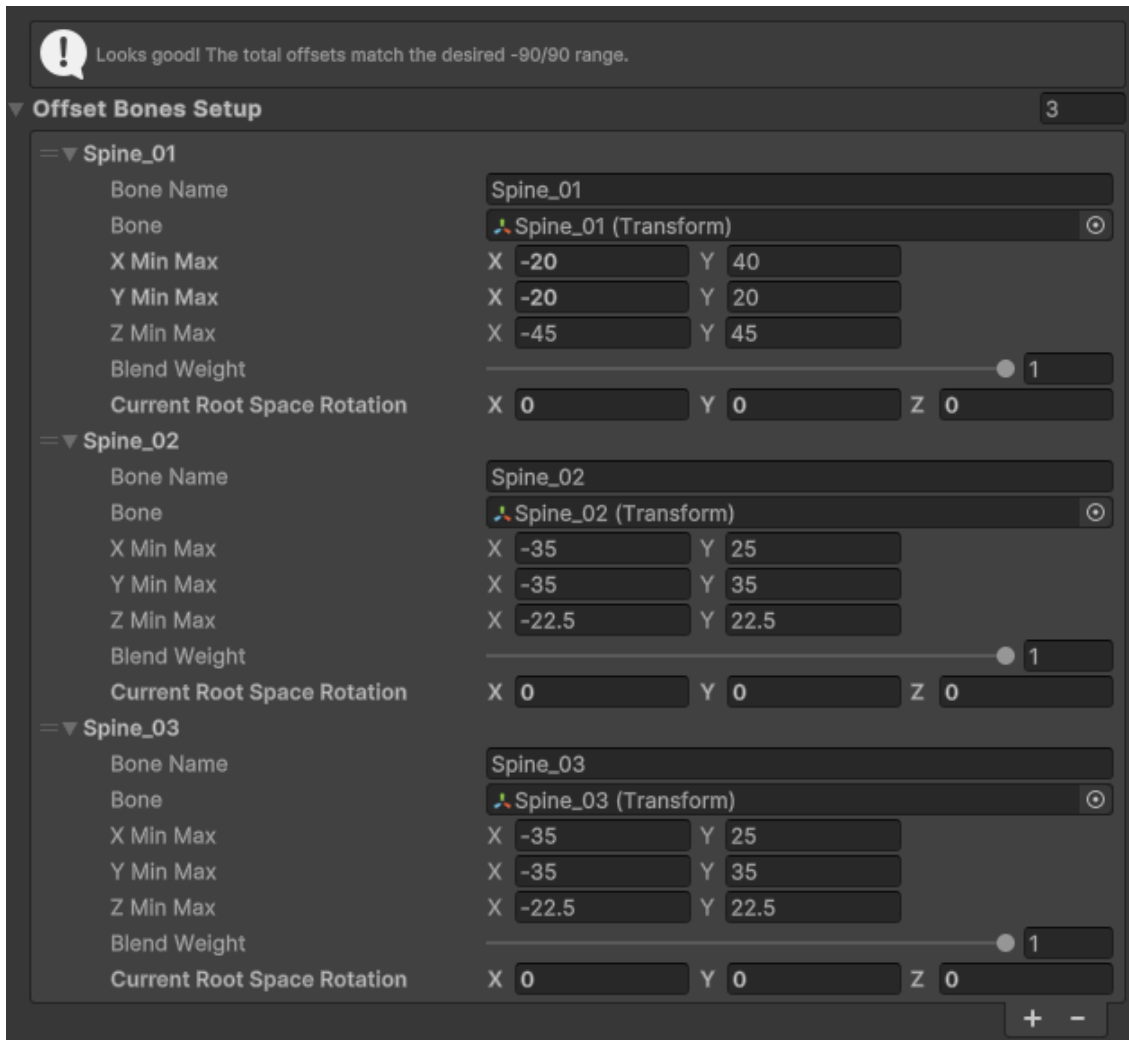 Looks good! The total offsets match the desired -90/90 range.
Offset Bones Setup 3
Spine_01
Bone Name Spine_01
Bone Spine_01 (Transform)
X Min Max X -20 Y 40
Y Min Max X -20 Y 20
Z Min Max X -45 Y 45
Blend Weight 1
Current Root Space Rotation X 0 Y 0 Z 0
Spine_02
Bone Name Spine_02
Bone Spine_02 (Transform)
X Min Max X -35 Y 25
Y Min Max X -35 Y 35
Z Min Max X -22.5 Y 22.5
Blend Weight 1
Current Root Space Rotation X 0 Y 0 Z 0
Spine_03
Bone Name Spine_03
Bone Spine_03 (Transform)
X Min Max X -35 Y 25
Y Min Max X -35 Y 35
Z Min Max X -22.5 Y 22.5
Blend Weight 1
Current Root Space Rotation X 0 Y 0 Z 0
+ -